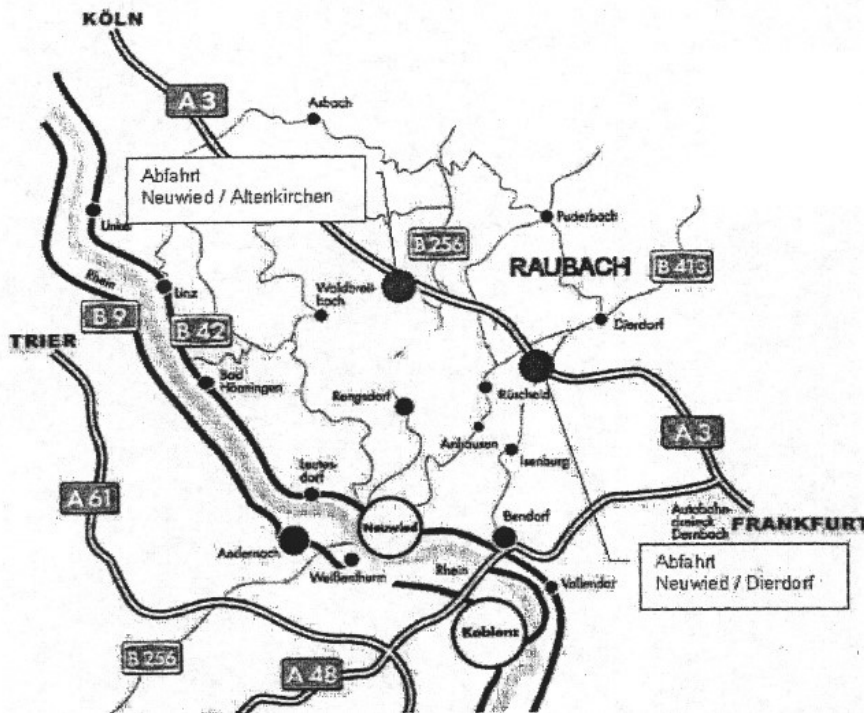 KÖLN
A 3
Asbach
Abfahrt
Neuwied / Altenkirchen
Puderbach
Unkel
B 256
RAUBACH
B 413
Rhein
Waldbreit-
bach
Linz
B 9
B 42
Dierdorf
TRIER
Bad
Hönningen
Rengsdorf
Rüscheid
Anhausen
A 3
Isenburg
Leutes-
dorf
A 61
Neuwied
Bendorf
Autobahn-
dreieck
Dernbach
FRANKFURT
Andernach
Weißenthurm
Rhein
Vallendar
Abfahrt
Neuwied / Dierdorf
Koblenz
B 256
A 48